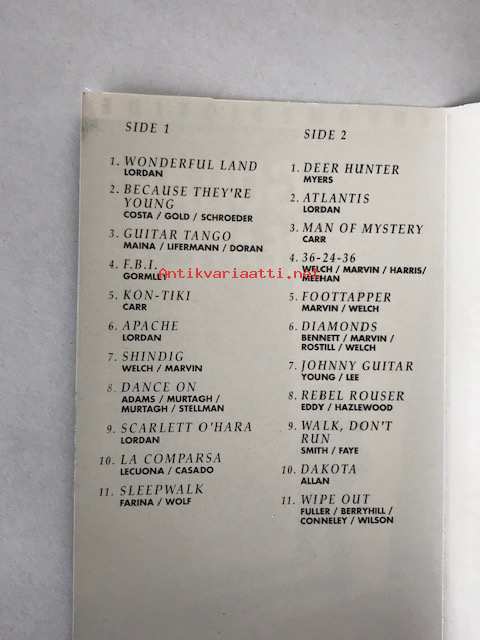 SIDE 1
1. WONDERFUL LAND
LORDAN
2. BECAUSE THEY'RE
YOUNG
COSTA / GOLD / SCHROEDER
3. GUITAR TANGO
MAINA / LIFERMANN / DORAN
4. F.B.I.
GORMLEY
5. KON-TIKI
CARR
6. APACHE
LORDAN
7. SHINDIG
WELCH / MARVIN
8. DANCE ON
ADAMS / MURTAGH /
MURTAGH / STELLMAN
9. SCARLETT O'HARA
LORDAN
10. LA COMPARSA
LECUONA / CASADO
11. SLEEPWALK
FARINA / WOLF
SIDE 2
1. DEER HUNTER
MYERS
2. ATLANTIS
LORDAN
3. MAN OF MYSTERY
CARR
4. 36-24-36
WELCH / MARVIN / HARRIS/
MEEHAN
5. FOOTTAPPER
MARVIN / WELCH
6. DIAMONDS
BENNETT / MARVIN /
ROSTILL / WELCH
7. JOHNNY GUITAR
YOUNG / LEE
8. REBEL ROUSER
EDDY / HAZLEWOOD
9. WALK, DON'T
RUN
SMITH / FAYE
10. DAKOTA
ALLAN
11. WIPE OUT
FULLER / BERRYHILL /
CONNELEY / WILSON
Antikvariaatti.net